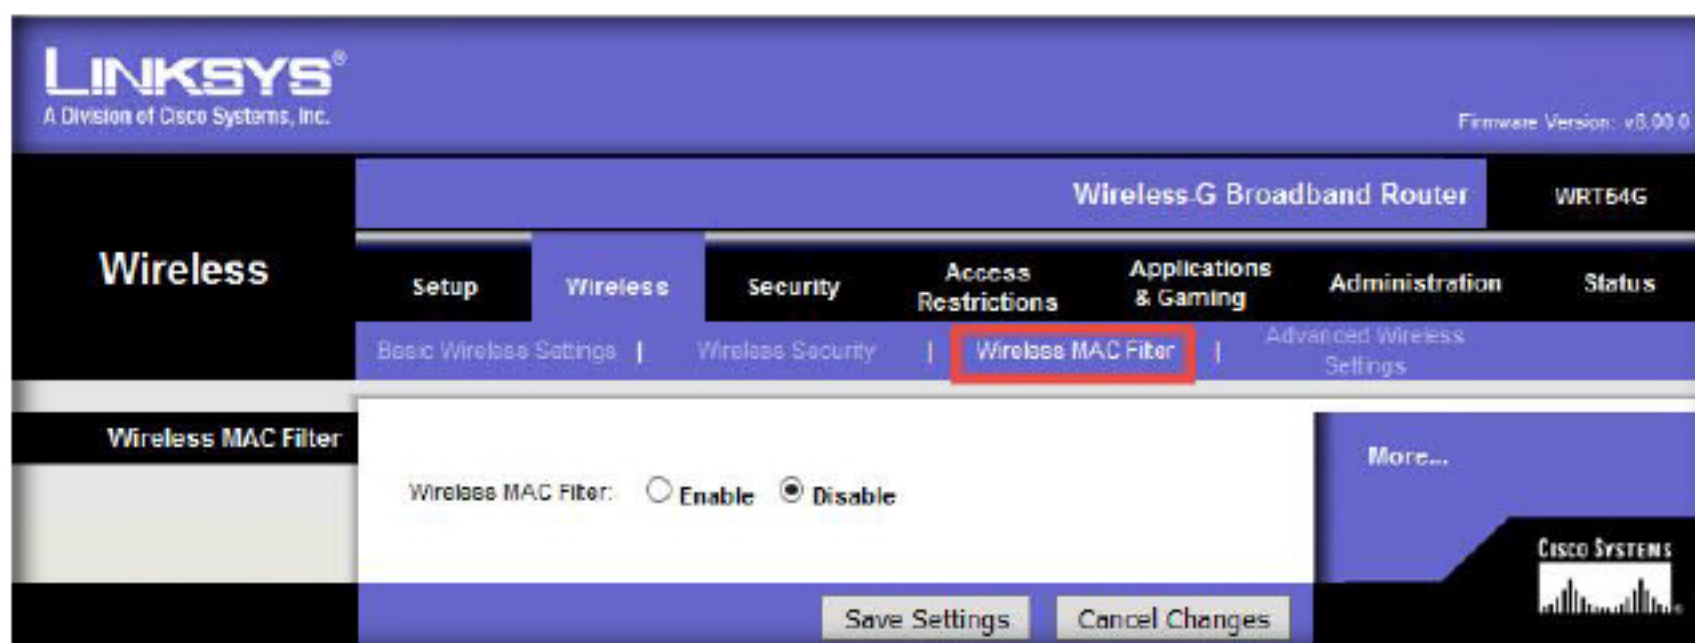 LINKSYS®
A Division of Cisco Systems, Inc.
Firmware Version: v8.00.0
Wireless-G Broadband Router WRT54G
Wireless
Setup Wireless Security Access Restrictions Applications & Gaming Administration Status
Basic Wireless Settings | Wireless Security | Wireless MAC Filter | Advanced Wireless Settings
Wireless MAC Filter
Wireless MAC Filter: Enable Disable
More...
CISCO SYSTEMS
Save Settings Cancel Changes